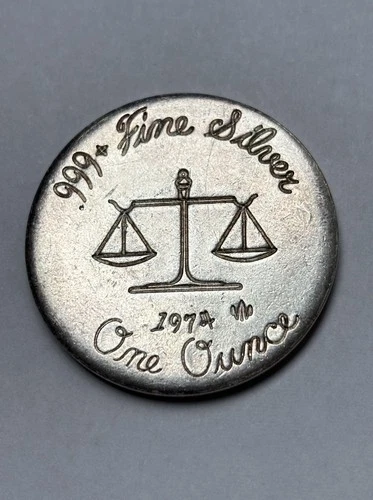 .999+ Fine Silver
1974
One Ounce